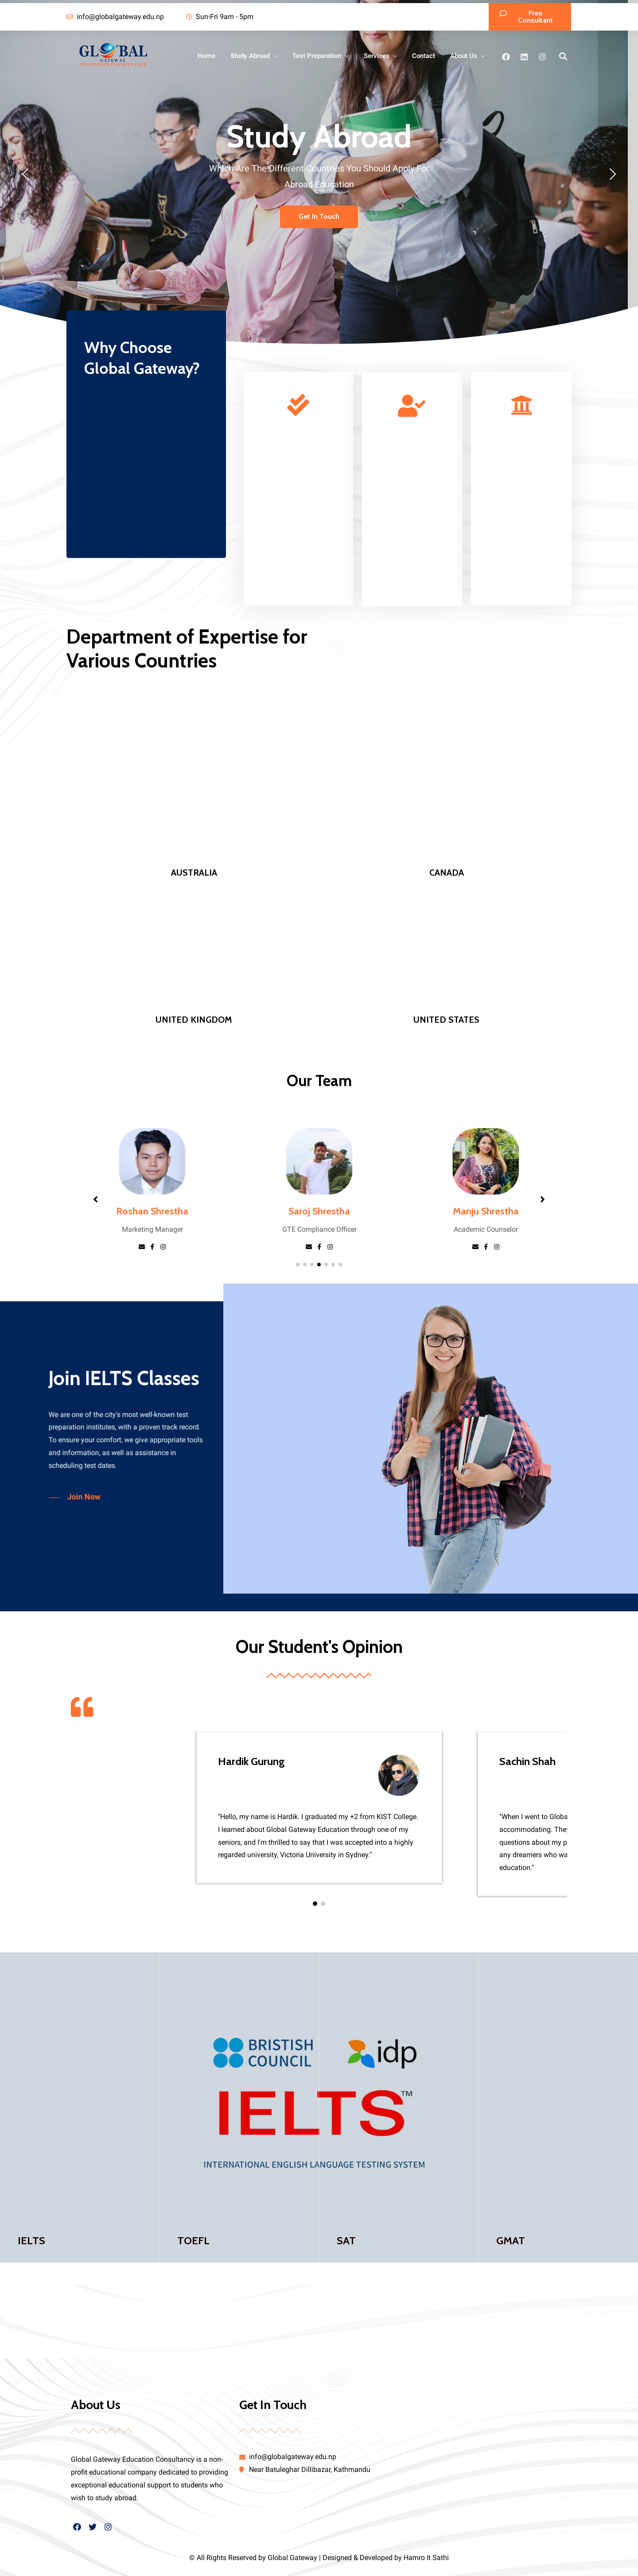 info@globalgateway.edu.np
Sun-Fri 9am - 5pm
Free Consultant
GLOBAL
GATEWAY
EDUCATION CONSULTANCY
Home
Study Abroad
Test Preparation
Services
Contact
About Us
Study Abroad
Which Are The Different Countries You Should Apply For
Abroad Education
Get In Touch
Why Choose
Global Gateway?
Department of Expertise for
Various Countries
AUSTRALIA
CANADA
UNITED KINGDOM
UNITED STATES
Our Team
Roshan Shrestha
Marketing Manager
Saroj Shrestha
GTE Compliance Officer
Manju Shrestha
Academic Counselor
Join IELTS Classes
We are one of the city's most well-known test
preparation institutes, with a proven track record.
To ensure your comfort, we give appropriate tools
and information, as well as assistance in
scheduling test dates.
Join Now
Our Student's Opinion
Hardik Gurung
"Hello, my name is Hardik. I graduated my +2 from KIST College.
I learned about Global Gateway Education through one of my
seniors, and I'm thrilled to say that I was accepted into a highly
regarded university, Victoria University in Sydney."
Sachin Shah
"When I went to Globa
accommodating. The
questions about my p
any dreamers who wa
education."
BRISTISH
COUNCIL
idp
IELTS™
INTERNATIONAL ENGLISH LANGUAGE TESTING SYSTEM
IELTS
TOEFL
SAT
GMAT
About Us
Global Gateway Education Consultancy is a non-
profit educational company dedicated to providing
exceptional educational support to students who
wish to study abroad.
Get In Touch
info@globalgateway.edu.np
Near Batuleghar Dillibazar, Kathmandu
© All Rights Reserved by Global Gateway | Designed & Developed by Hamro It Sathi